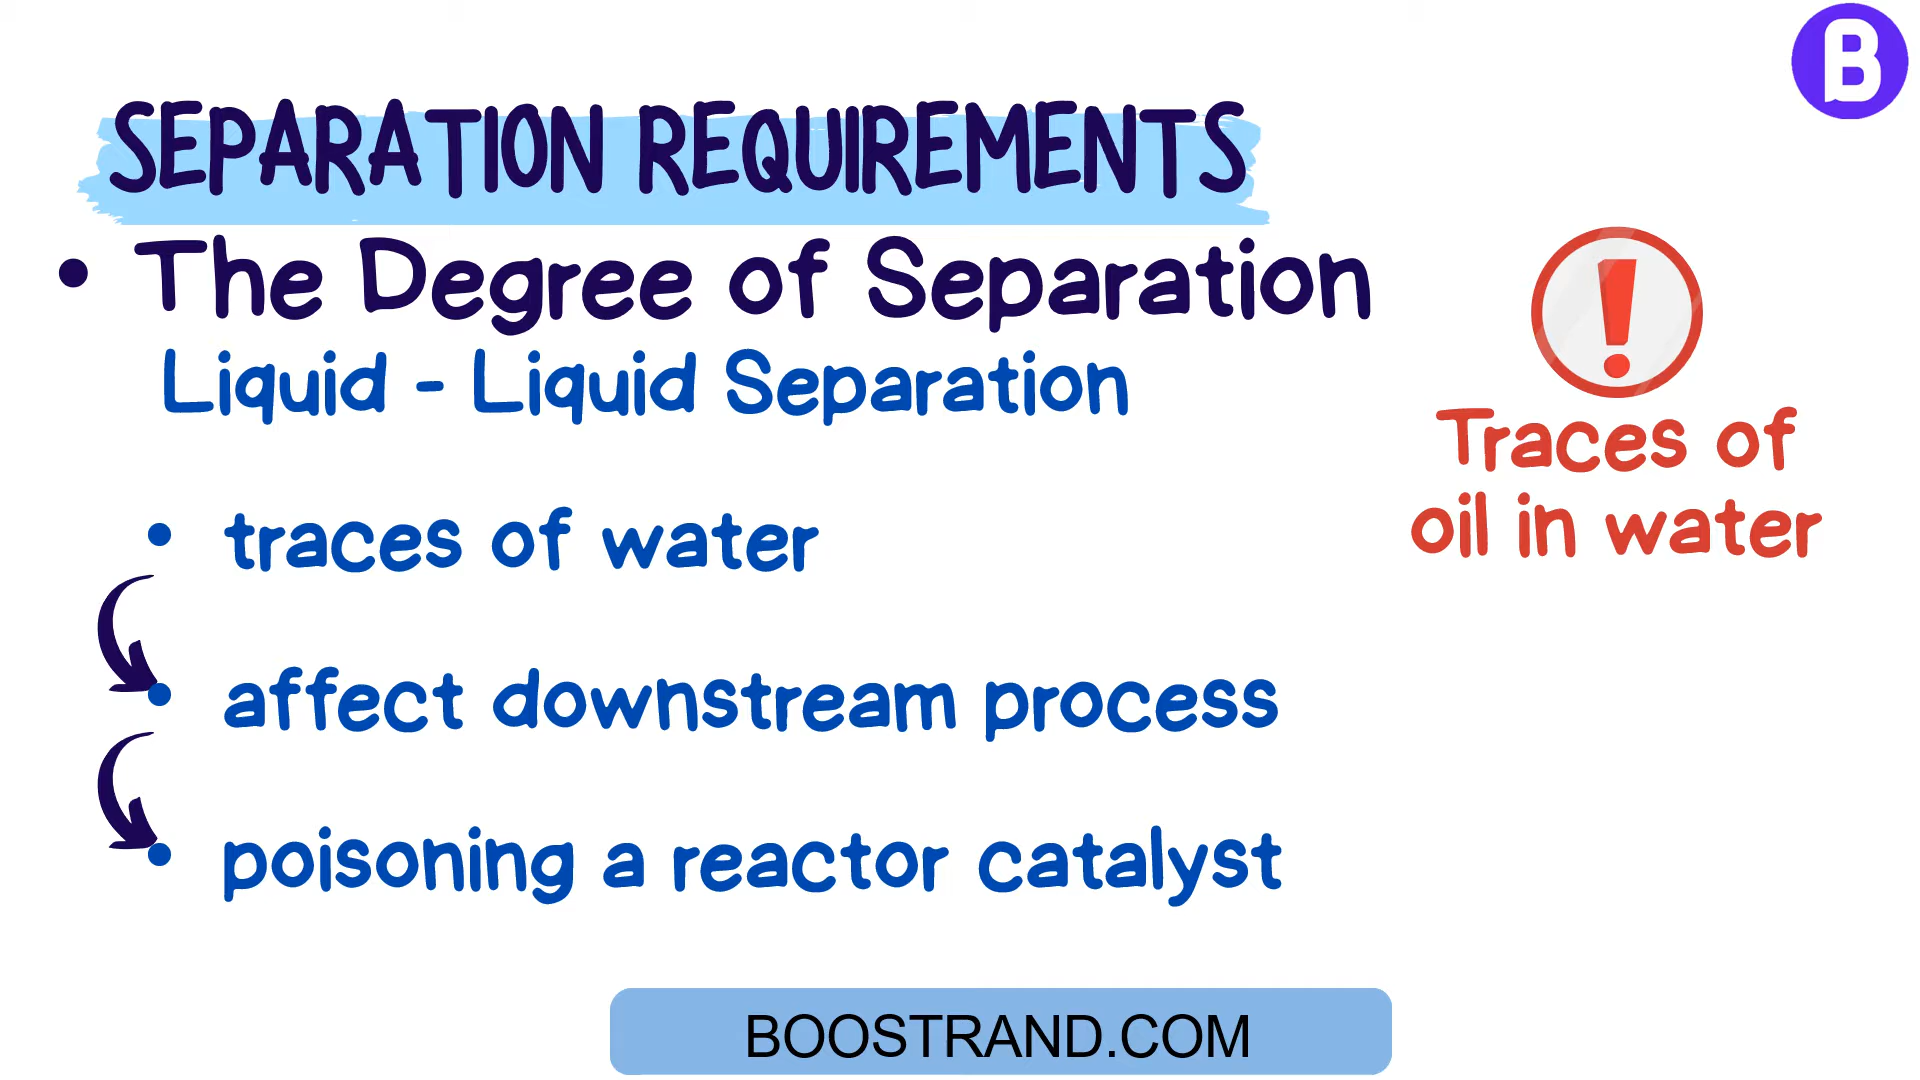 B
SEPARATION REQUIREMENTS
• The Degree of Separation
Liquid - Liquid Separation
• traces of water
• affect downstream process
• poisoning a reactor catalyst
!
Traces of
oil in water
BOOSTRAND.COM